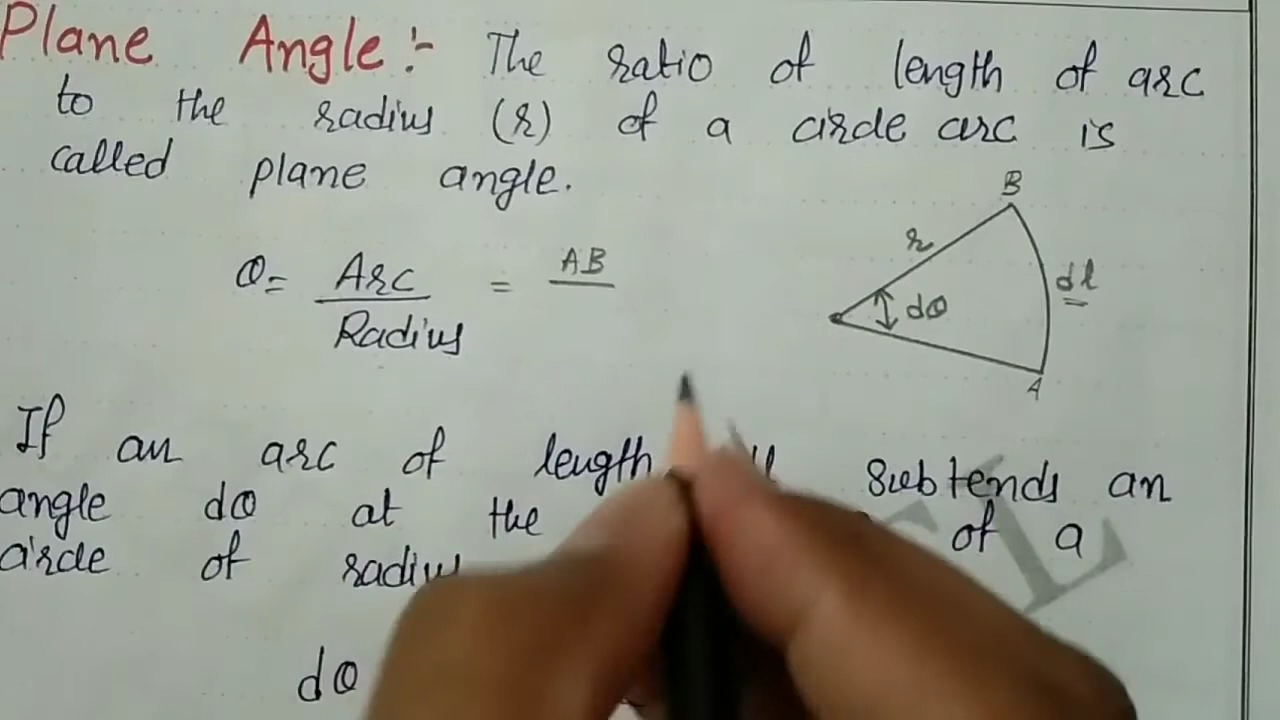 Plane Angle :- The ratio of length of arc
to the radius (r) of a circle arc is
called plane angle.
B
r
θ = Arc / Radius = AB
dθ
dl
A
If an arc of length subtends an
angle dθ at the of a
circle of radius
dθ